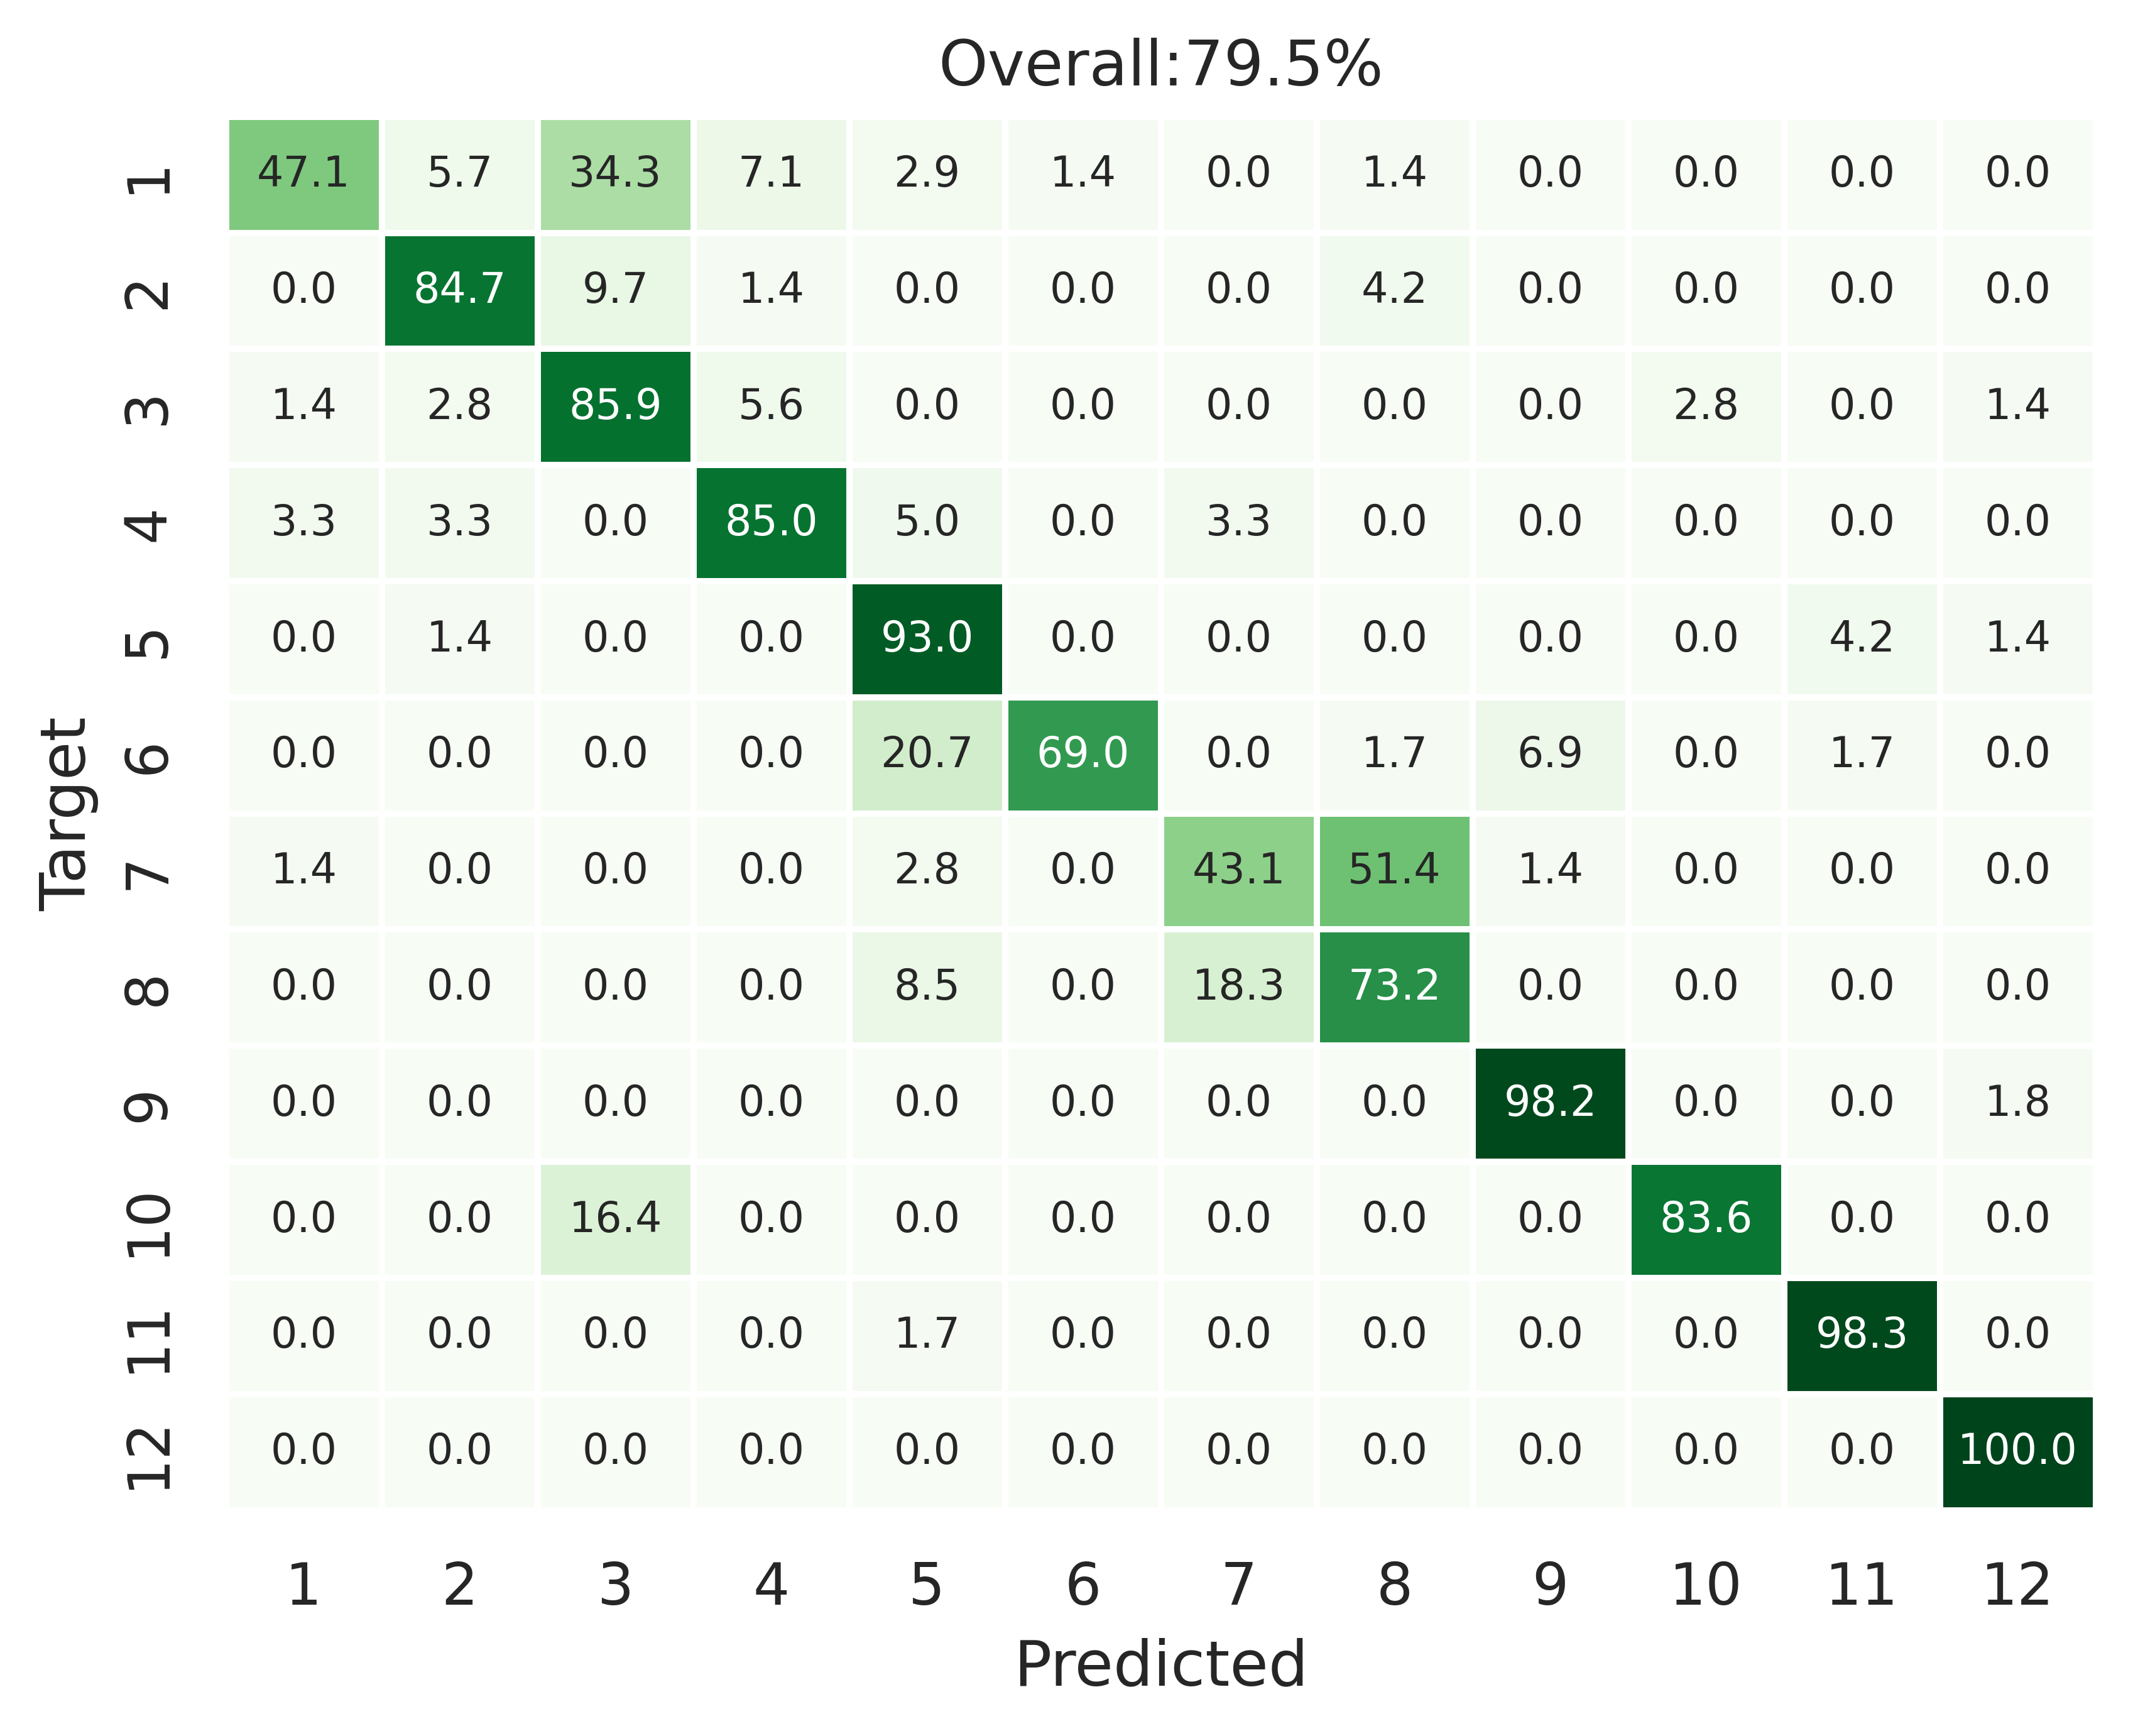 Overall:79.5%
1 47.1 5.7 34.3 7.1 2.9 1.4 0.0 1.4 0.0 0.0 0.0 0.0
2 0.0 84.7 9.7 1.4 0.0 0.0 0.0 4.2 0.0 0.0 0.0 0.0
3 1.4 2.8 85.9 5.6 0.0 0.0 0.0 0.0 0.0 2.8 0.0 1.4
4 3.3 3.3 0.0 85.0 5.0 0.0 3.3 0.0 0.0 0.0 0.0 0.0
5 0.0 1.4 0.0 0.0 93.0 0.0 0.0 0.0 0.0 0.0 4.2 1.4
6 0.0 0.0 0.0 0.0 20.7 69.0 0.0 1.7 6.9 0.0 1.7 0.0
Target
7 1.4 0.0 0.0 0.0 2.8 0.0 43.1 51.4 1.4 0.0 0.0 0.0
8 0.0 0.0 0.0 0.0 8.5 0.0 18.3 73.2 0.0 0.0 0.0 0.0
9 0.0 0.0 0.0 0.0 0.0 0.0 0.0 0.0 98.2 0.0 0.0 1.8
10 0.0 0.0 16.4 0.0 0.0 0.0 0.0 0.0 0.0 83.6 0.0 0.0
11 0.0 0.0 0.0 0.0 1.7 0.0 0.0 0.0 0.0 0.0 98.3 0.0
12 0.0 0.0 0.0 0.0 0.0 0.0 0.0 0.0 0.0 0.0 0.0 100.0
1 2 3 4 5 6 7 8 9 10 11 12
Predicted